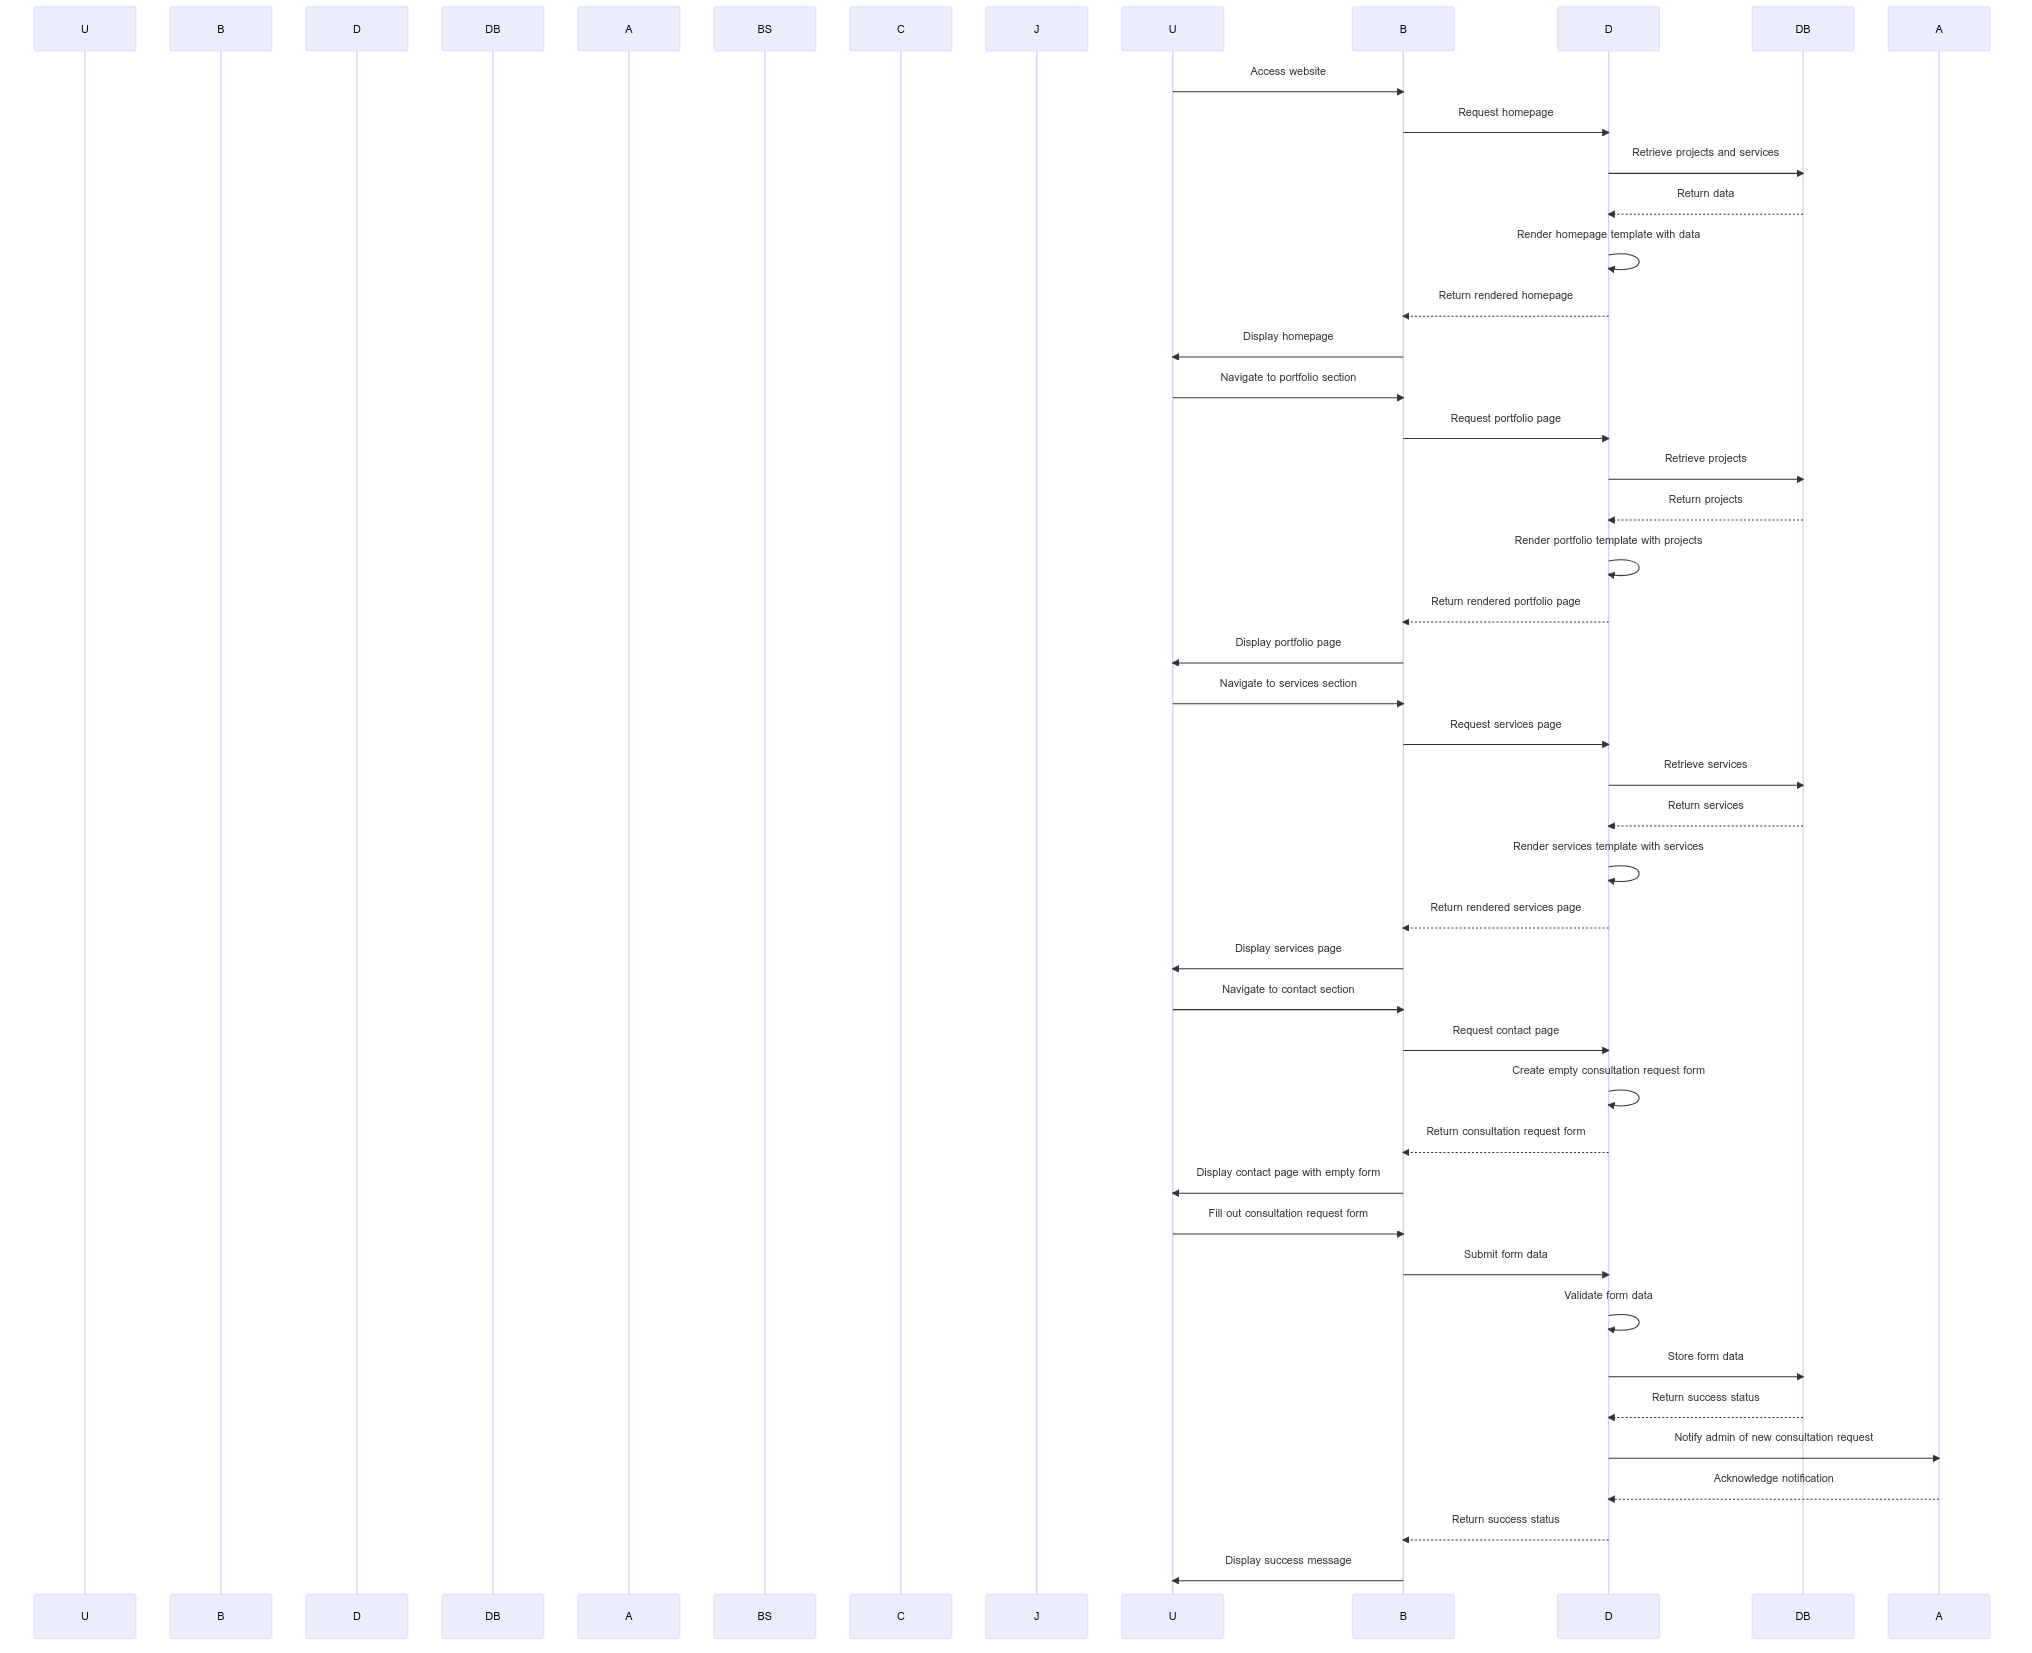 U B D DB A BS C J U B D DB A
Access website
Request homepage
Retrieve projects and services
Return data
Render homepage template with data
Return rendered homepage
Display homepage
Navigate to portfolio section
Request portfolio page
Retrieve projects
Return projects
Render portfolio template with projects
Return rendered portfolio page
Display portfolio page
Navigate to services section
Request services page
Retrieve services
Return services
Render services template with services
Return rendered services page
Display services page
Navigate to contact section
Request contact page
Create empty consultation request form
Return consultation request form
Display contact page with empty form
Fill out consultation request form
Submit form data
Validate form data
Store form data
Return success status
Notify admin of new consultation request
Acknowledge notification
Return success status
Display success message
U B D DB A BS C J U B D DB A